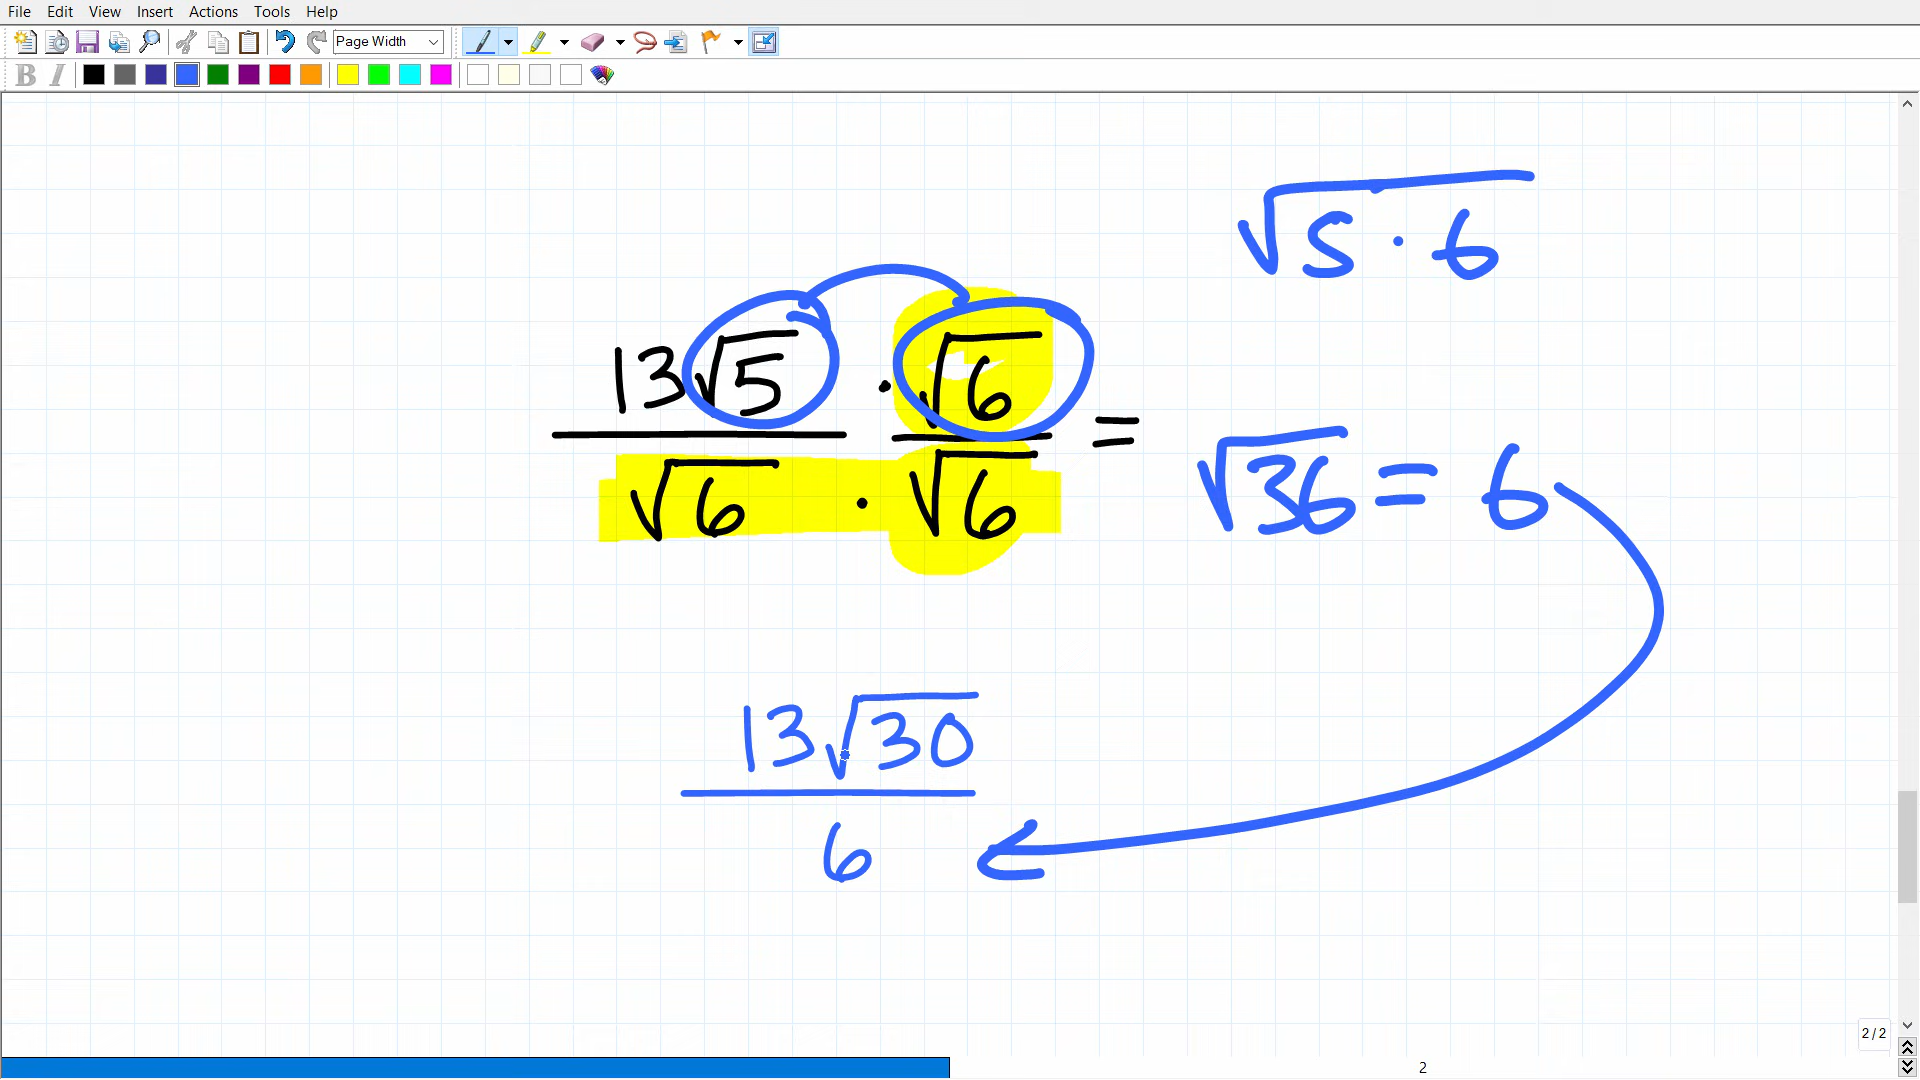 File Edit View Insert Actions Tools Help
Page Width
B I
√5 · 6
13√5 · √6 =
√6 · √6
√36 = 6
13√30
6
2 / 2
2